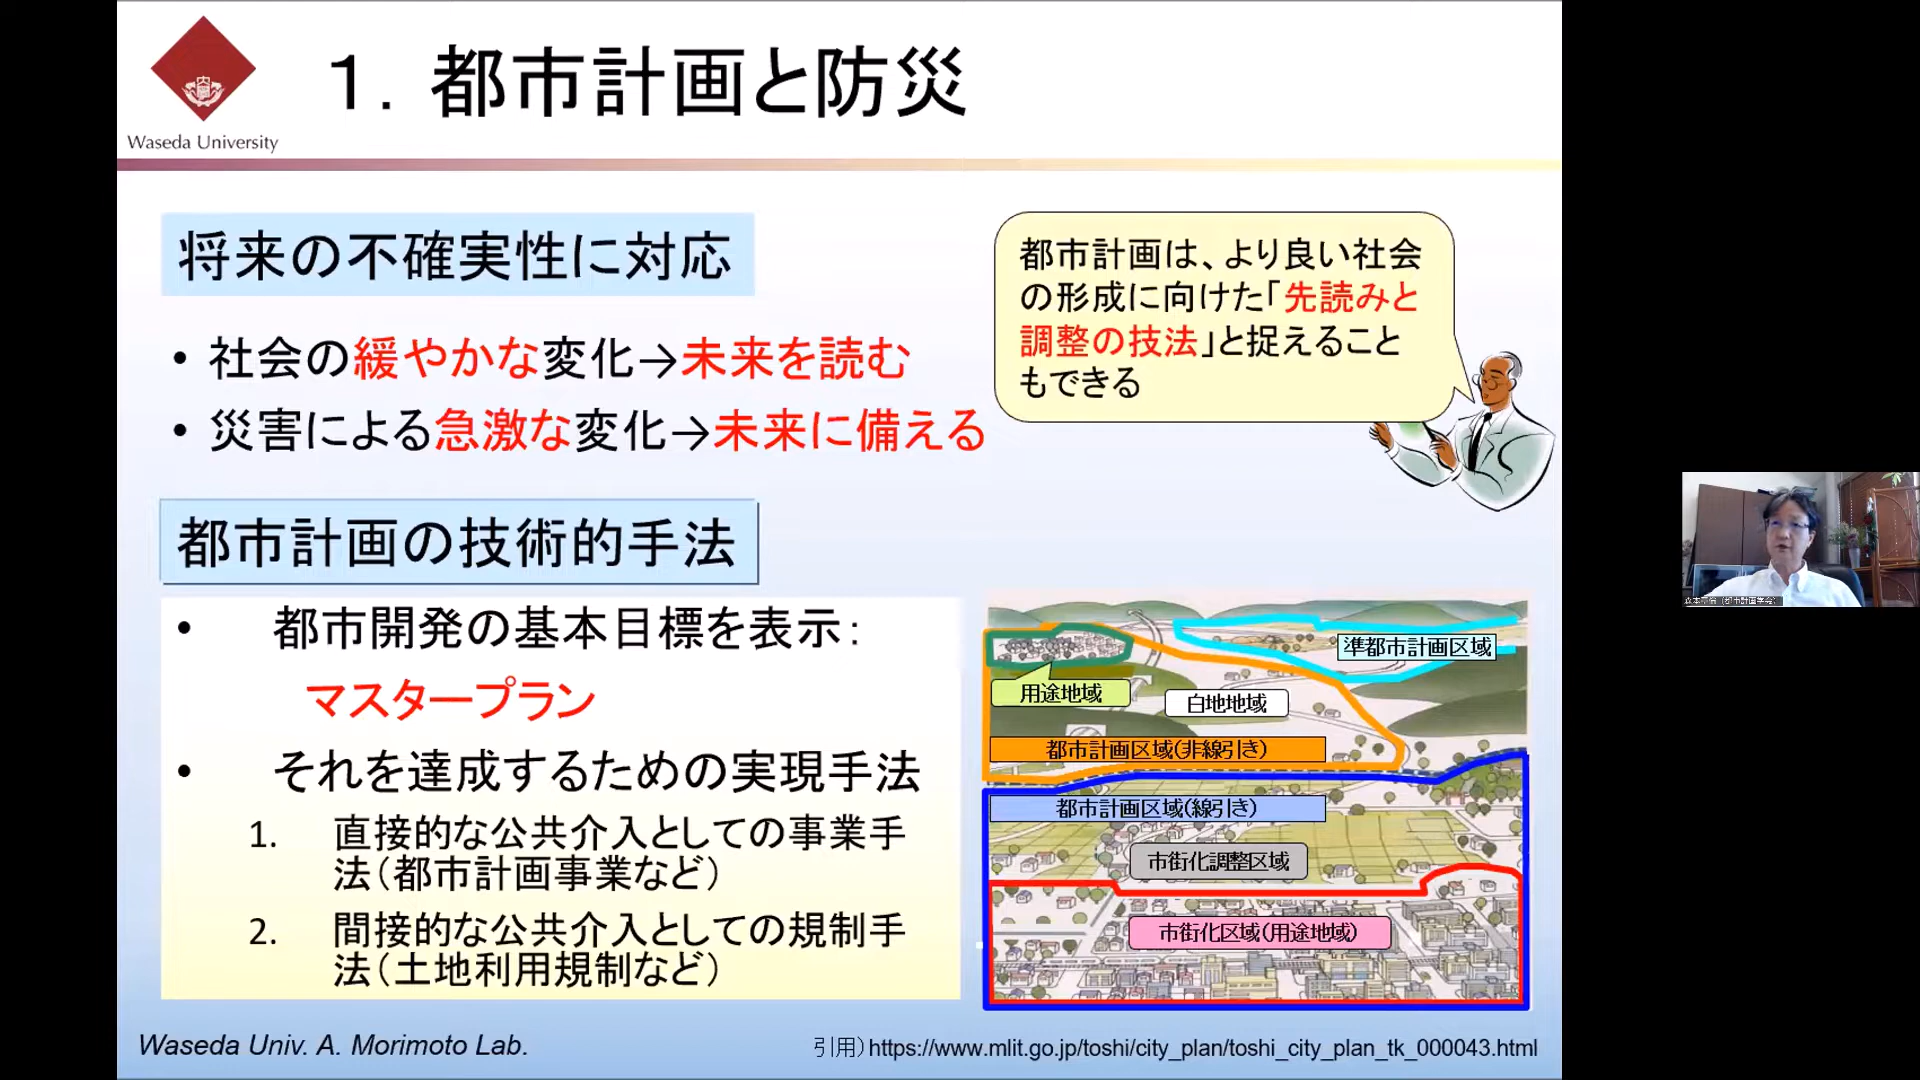 Waseda University
1. 都市計画と防災
将来の不確実性に対応
• 社会の緩やかな変化→未来を読む
• 災害による急激な変化→未来に備える
都市計画は、より良い社会
の形成に向けた「先読みと
調整の技法」と捉えること
もできる
都市計画の技術的手法
• 都市開発の基本目標を表示：
マスタープラン
• それを達成するための実現手法
1. 直接的な公共介入としての事業手
法（都市計画事業など）
2. 間接的な公共介入としての規制手
法（土地利用規制など）
準都市計画区域
用途地域
白地地域
都市計画区域(非線引き)
都市計画区域(線引き)
市街化調整区域
市街化区域(用途地域)
Waseda Univ. A. Morimoto Lab.
引用）https://www.mlit.go.jp/toshi/city_plan/toshi_city_plan_tk_000043.html